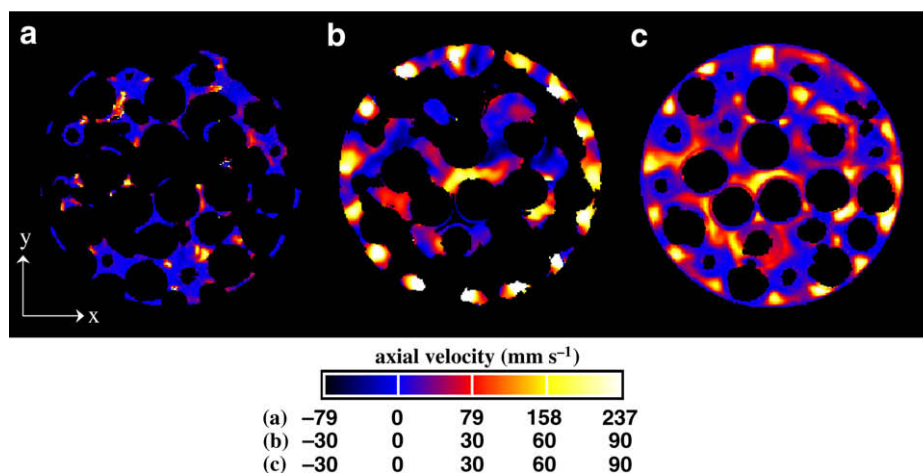 a b c
y
x
axial velocity (mm s⁻¹)
(a) −79 0 79 158 237
(b) −30 0 30 60 90
(c) −30 0 30 60 90